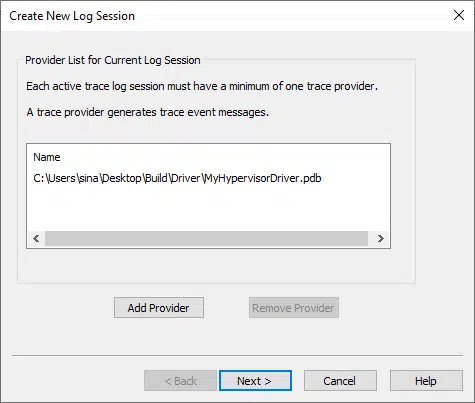 Create New Log Session
Provider List for Current Log Session
Each active trace log session must have a minimum of one trace provider.
A trace provider generates trace event messages.
Name
C:\Users\sina\Desktop\Build\Driver\MyHypervisorDriver.pdb
Add Provider
Remove Provider
< Back
Next >
Cancel
Help